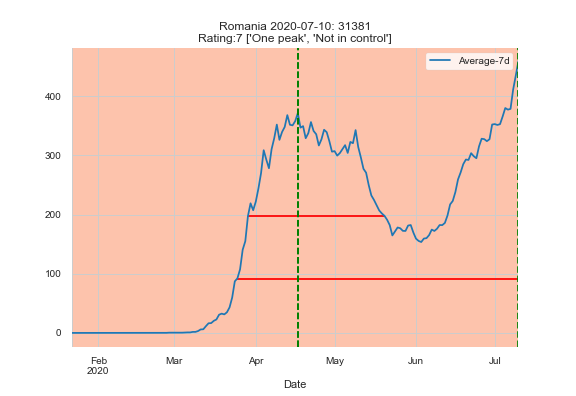 Romania 2020-07-10: 31381
Rating:7 ['One peak', 'Not in control']
Average-7d
400
300
200
100
0
Feb
2020
Mar
Apr
May
Jun
Jul
Date